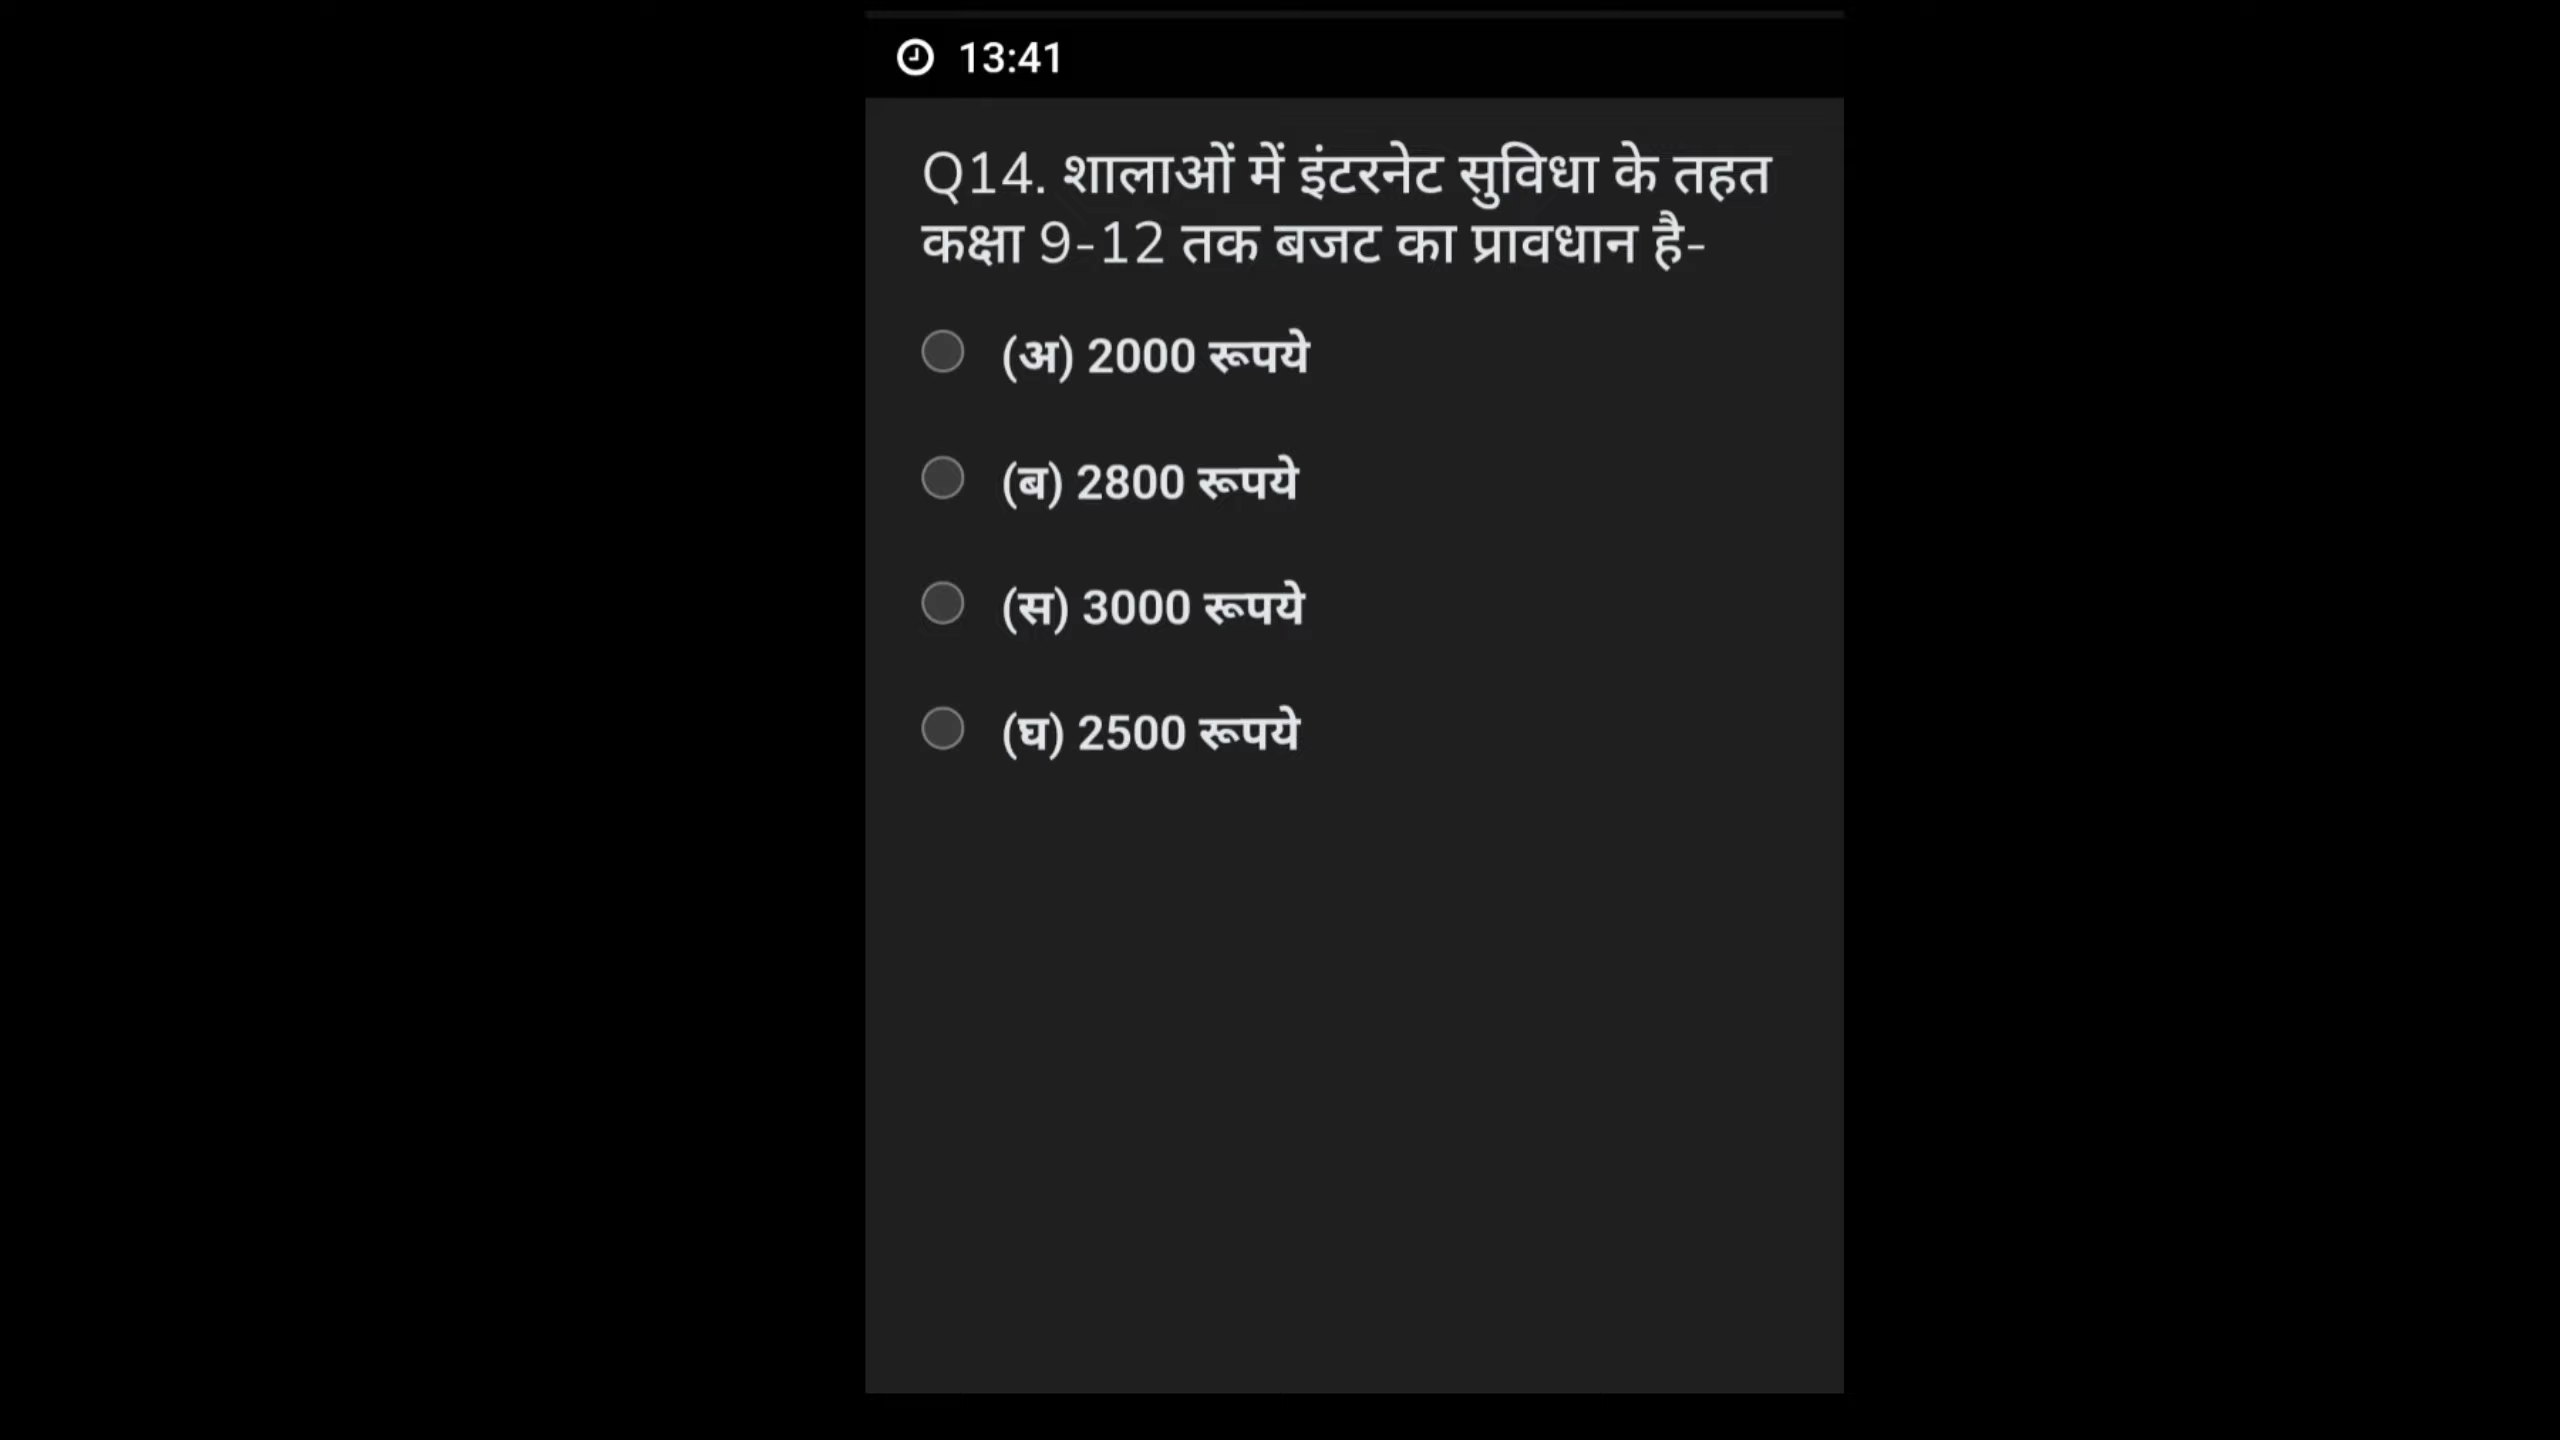 13:41
Q14. शालाओं में इंटरनेट सुविधा के तहत
कक्षा 9-12 तक बजट का प्रावधान है-
(अ) 2000 रूपये
(ब) 2800 रूपये
(स) 3000 रूपये
(घ) 2500 रूपये